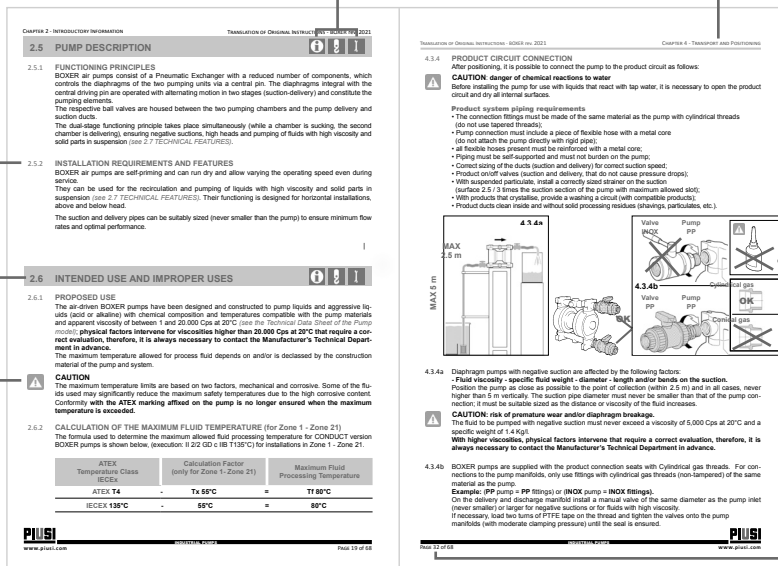 CHAPTER 2 - INTRODUCTORY INFORMATION
TRANSLATION OF ORIGINAL INSTRUCTIONS - BOXER REV. 2021
2.5 PUMP DESCRIPTION
2.5.1 FUNCTIONING PRINCIPLES
BOXER air pumps consist of a Pneumatic Exchanger with a reduced number of components, which
controls the diaphragms of the two pumping units via a central pin. The diaphragms integral with the
central driving pin are operated with alternating motion in two stages (suction-delivery) and constitute the
pumping elements.
The respective ball valves are housed between the two pumping chambers and the pump delivery and
suction ducts.
The dual-stage functioning principle takes place simultaneously (while a chamber is sucking, the second
chamber is delivering), ensuring negative suctions, high heads and pumping of fluids with high viscosity and
solid parts in suspension (see 2.7 TECHNICAL FEATURES).
2.5.2 INSTALLATION REQUIREMENTS AND FEATURES
BOXER air pumps are self-priming and can run dry and allow varying the operating speed even during
service.
They can be used for the recirculation and pumping of liquids with high viscosity and solid parts in
suspension (see 2.7 TECHNICAL FEATURES). Their functioning is designed for horizontal installations,
above and below head.
The suction and delivery pipes can be suitably sized (never smaller than the pump) to ensure minimum flow
rates and optimal performance.
2.6 INTENDED USE AND IMPROPER USES
2.6.1 PROPOSED USE
The air-driven BOXER pumps have been designed and constructed to pump liquids and aggressive liq-
uids (acid or alkaline) with chemical composition and temperatures compatible with the pump materials
and apparent viscosity of between 1 and 20.000 Cps at 20°C (see the Technical Data Sheet of the Pump
model); physical factors intervene for viscosities higher than 20.000 Cps at 20°C that require a cor-
rect evaluation, therefore, it is always necessary to contact the Manufacturer's Technical Depart-
ment in advance.
The maximum temperature allowed for process fluid depends on and/or is declassed by the construction
material of the pump and system.
CAUTION
The maximum temperature limits are based on two factors, mechanical and corrosive. Some of the flu-
ids used may significantly reduce the maximum safety temperatures due to the high corrosive content.
Conformity with the ATEX marking affixed on the pump is no longer ensured when the maximum
temperature is exceeded.
2.6.2 CALCULATION OF THE MAXIMUM FLUID TEMPERATURE (for Zone 1 - Zone 21)
The formula used to determine the maximum allowed fluid processing temperature for CONDUCT version
BOXER pumps is shown below, (execution: II 2/2 GD c IIB T135°C) for installations in Zone 1 - Zone 21.
ATEX Temperature Class IECEx
Calculation Factor (only for Zone 1- Zone 21)
Maximum Fluid Processing Temperature
ATEX T4 - Tx 55°C = Tf 80°C
IECEX 135°C - 55°C = 80°C
PIUSI
INDUSTRIAL PUMPS
www.piusi.com
PAGE 19 of 68
TRANSLATION OF ORIGINAL INSTRUCTIONS - BOXER REV. 2021
CHAPTER 4 - TRANSPORT AND POSITIONING
4.3.4 PRODUCT CIRCUIT CONNECTION
After positioning, it is possible to connect the pump to the product circuit as follows:
CAUTION: danger of chemical reactions to water
Before installing the pump for use with liquids that react with tap water, it is necessary to open the product
circuit and dry all internal surfaces.
Product system piping requirements
• The connection fittings must be of the same material as the pump with cylindrical threads
(do not use tapered threads);
• Pump connection must include a piece of flexible hose with a metal core
(do not attach the pump directly with rigid pipe);
• all flexible hoses present must be reinforced with a metal core;
• Piping must be self-supported and must not burden on the pump;
• Correct sizing of the ducts (suction and delivery) for correct suction speed;
• Product on/off valves (suction and delivery, that do not cause pressure drops);
• With suspended particulate, install a correctly sized strainer on the suction
(surface 2.5 / 3 times the suction section of the pump with maximum allowed slot);
• With products that crystallise, provide a washing circuit (with compatible products);
• Product ducts clean inside and without solid processing residues (shavings, particulates, etc.).
4.3.4a
MAX 2.5 m
MAX 5 m
OK
Valve INOX
Pump PP
4.3.4b
Valve PP
Pump PP
Cylindrical gas
OK
Conical gas
4.3.4a Diaphragm pumps with negative suction are affected by the following factors:
- Fluid viscosity - specific fluid weight - diameter - length and/or bends on the suction.
Position the pump as close as possible to the point of collection (within 2.5 m) and in all cases, never
higher than 5 m vertically. The suction pipe diameter must never be smaller than that of the pump con-
nection; it must be suitable sized as the distance or viscosity of the fluid increases.
CAUTION: risk of premature wear and/or diaphragm breakage.
The fluid to be pumped with negative suction must never exceed a viscosity of 5,000 Cps at 20°C and a
specific weight of 1.4 Kg/l.
With higher viscosities, physical factors intervene that require a correct evaluation, therefore, it is
always necessary to contact the Manufacturer's Technical Department in advance.
4.3.4b BOXER pumps are supplied with the product connection seats with Cylindrical gas threads. For con-
nections to the pump manifolds, only use fittings with cylindrical gas threads (non-tampered) of the same
material as the pump.
Example: (PP pump = PP fittings) or (INOX pump = INOX fittings).
On the delivery and discharge manifold install a manual valve of the same diameter as the pump inlet
(never smaller) or larger for negative suctions or for fluids with high viscosity.
If necessary, load two turns of PTFE tape on the thread and tighten the valves onto the pump
manifolds (with moderate clamping pressure) until the seal is ensured.
PAGE 32 of 68
INDUSTRIAL PUMPS
PIUSI
www.piusi.com